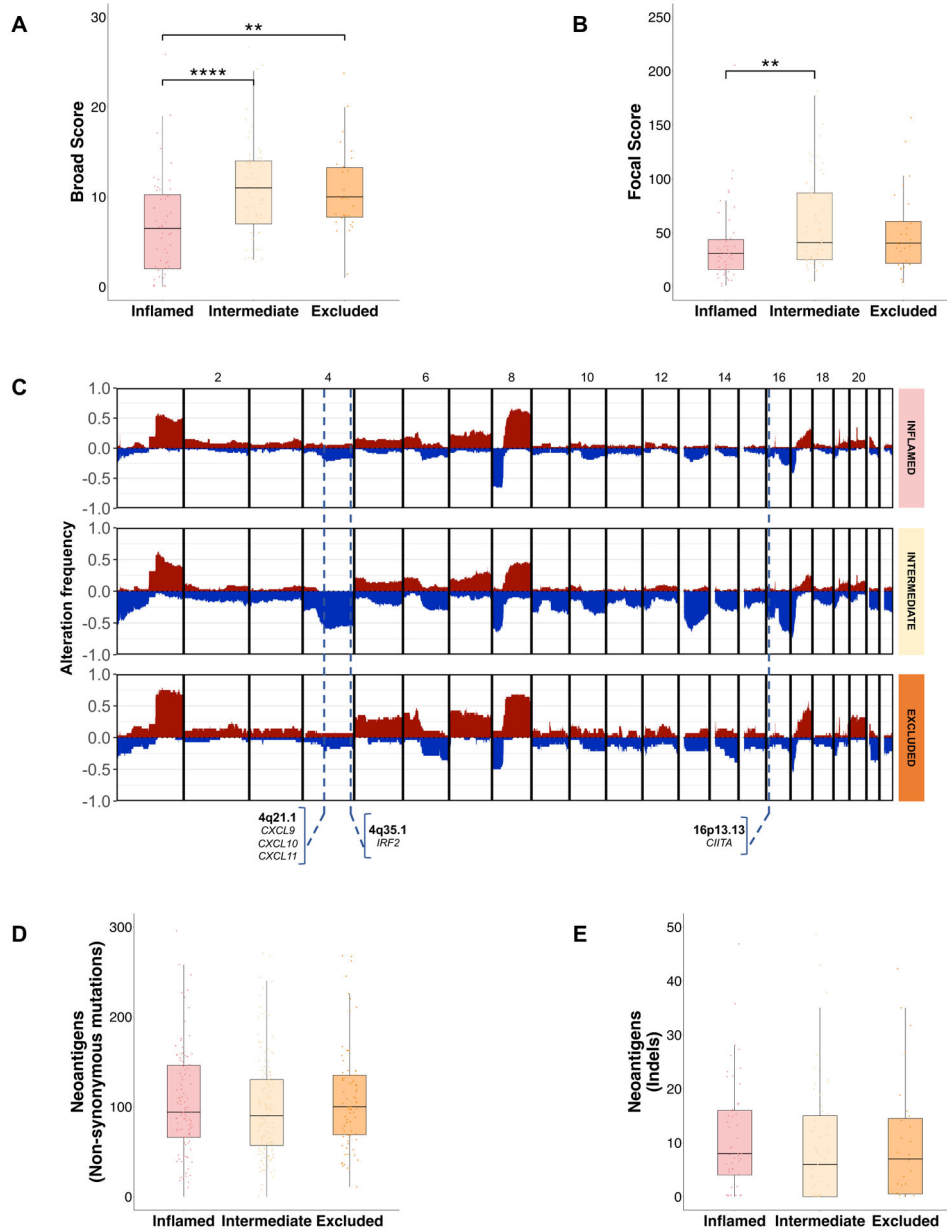 A
Broad Score
30
20
10
0
**
****
Inflamed
Intermediate
Excluded
B
Focal Score
250
200
150
100
50
0
**
Inflamed
Intermediate
Excluded
C
2
4
6
8
10
12
14
16
18
20
Alteration frequency
1.0
0.5
0.0
-0.5
-1.0
INFLAMED
1.0
0.5
0.0
-0.5
-1.0
INTERMEDIATE
1.0
0.5
0.0
-0.5
-1.0
EXCLUDED
4q21.1
CXCL9
CXCL10
CXCL11
4q35.1
IRF2
16p13.13
CIITA
D
Neoantigens
(Non-synonymous mutations)
300
200
100
0
Inflamed
Intermediate
Excluded
E
Neoantigens
(Indels)
50
40
30
20
10
0
Inflamed
Intermediate
Excluded